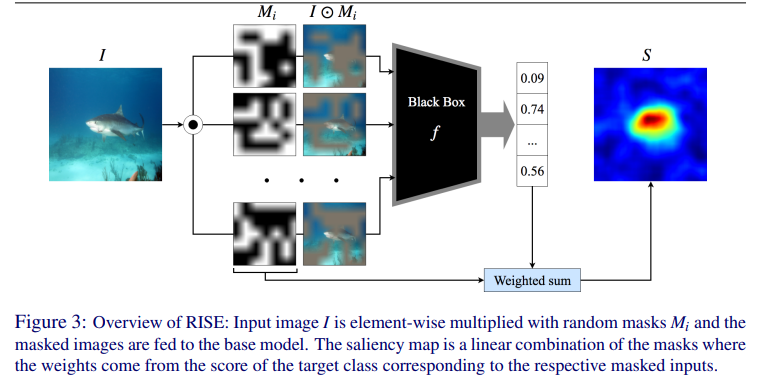 M_i I ⊙ M_i
I S
0.09
Black Box 0.74
f ...
0.56
Weighted sum
Figure 3: Overview of RISE: Input image I is element-wise multiplied with random masks M_i and the
masked images are fed to the base model. The saliency map is a linear combination of the masks where
the weights come from the score of the target class corresponding to the respective masked inputs.